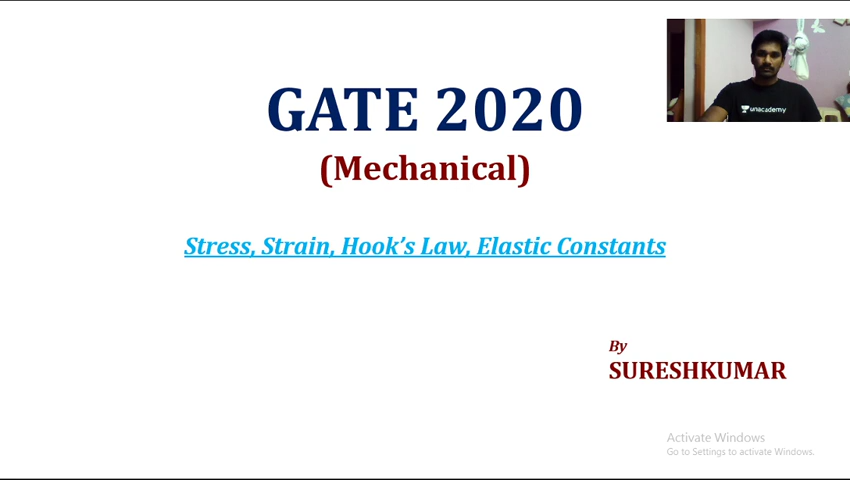 GATE 2020
(Mechanical)
Stress, Strain, Hook's Law, Elastic Constants
By
SURESHKUMAR
unacademy
Activate Windows
Go to Settings to activate Windows.